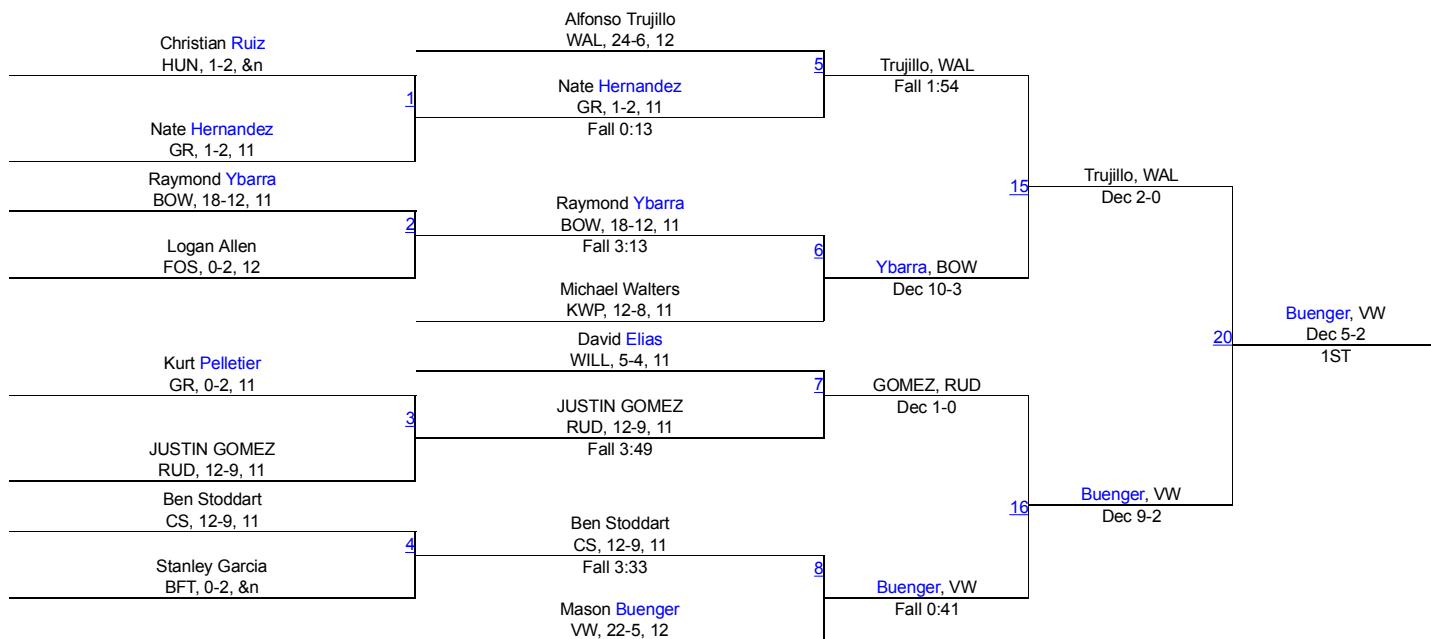 Christian Ruiz
HUN, 1-2, &n
1
Nate Hernandez
GR, 1-2, 11
Raymond Ybarra
BOW, 18-12, 11
2
Logan Allen
FOS, 0-2, 12
Kurt Pelletier
GR, 0-2, 11
3
JUSTIN GOMEZ
RUD, 12-9, 11
Ben Stoddart
CS, 12-9, 11
4
Stanley Garcia
BFT, 0-2, &n
Alfonso Trujillo
WAL, 24-6, 12
5
Nate Hernandez
GR, 1-2, 11
Fall 0:13
Raymond Ybarra
BOW, 18-12, 11
Fall 3:13
6
Michael Walters
KWP, 12-8, 11
David Elias
WILL, 5-4, 11
7
JUSTIN GOMEZ
RUD, 12-9, 11
Fall 3:49
Ben Stoddart
CS, 12-9, 11
Fall 3:33
8
Mason Buenger
VW, 22-5, 12
Trujillo, WAL
Fall 1:54
15
Ybarra, BOW
Dec 10-3
GOMEZ, RUD
Dec 1-0
16
Buenger, VW
Fall 0:41
Trujillo, WAL
Dec 2-0
20
Buenger, VW
Dec 9-2
Buenger, VW
Dec 5-2
1ST